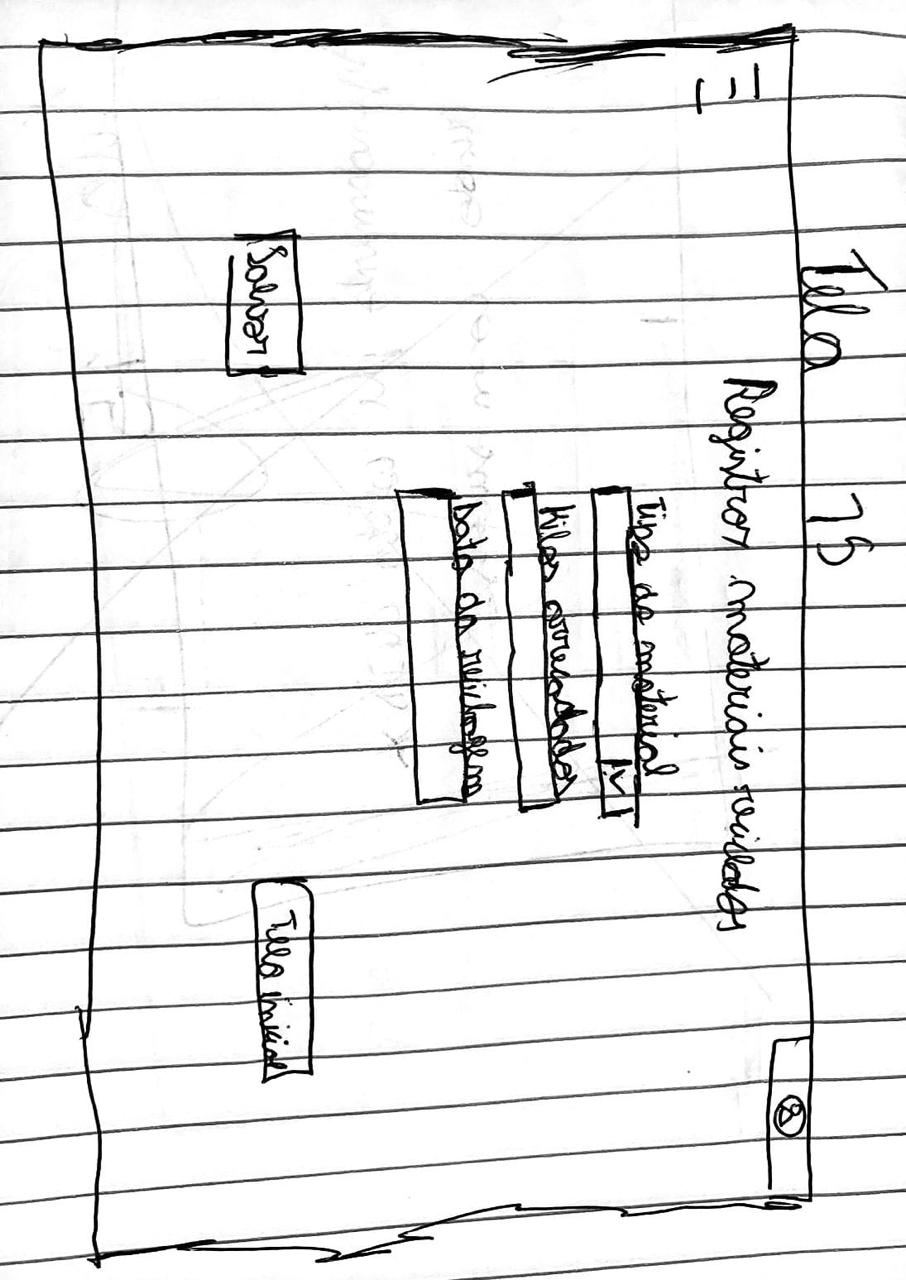 Tela 15
Registrar materiais reciclados
Tipo de material
Kilos arrecadados
Data da reciclagem
Salvar
Tela inicial